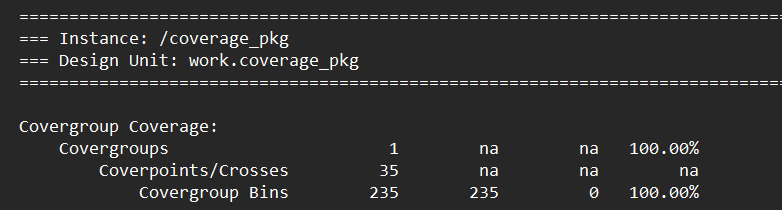 ================================================================================
=== Instance: /coverage_pkg
=== Design Unit: work.coverage_pkg
================================================================================
Covergroup Coverage:
    Covergroups                      1        na        na   100.00%
        Coverpoints/Crosses         35        na        na        na
            Covergroup Bins        235       235         0   100.00%